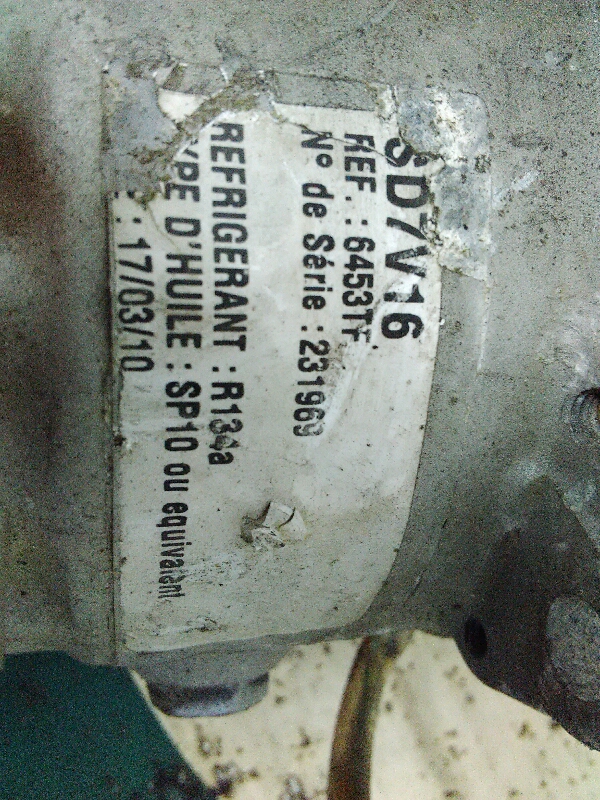 SD7V16
REF. : 6453TF
N° de Série : 231969
REFRIGERANT : R134a
YPE D'HUILE : SP10 ou equivalent
: 17/03/10